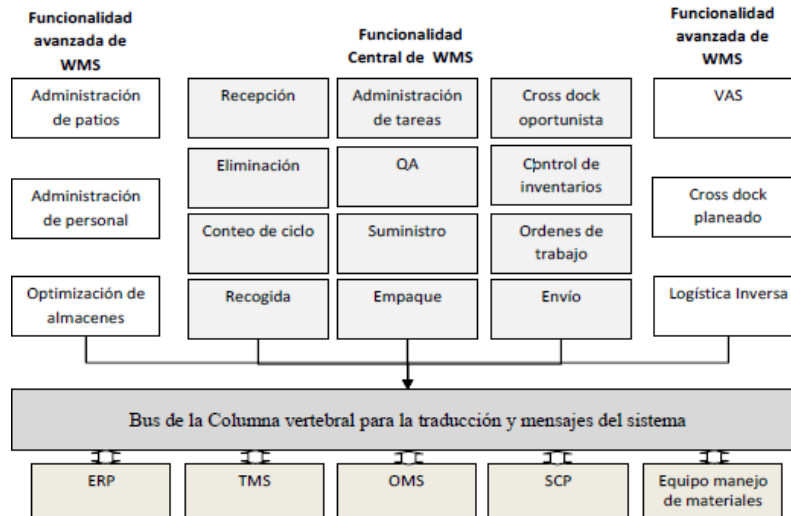 Funcionalidad
avanzada de
WMS
Funcionalidad
Central de WMS
Funcionalidad
avanzada de
WMS
Administración
de patios
Recepción
Administración
de tareas
Cross dock
oportunista
VAS
Eliminación
QA
Control de
inventarios
Administración
de personal
Cross dock
planeado
Conteo de ciclo
Suministro
Ordenes de
trabajo
Optimización de
almacenes
Recogida
Empaque
Envío
Logística Inversa
Bus de la Columna vertebral para la traducción y mensajes del sistema
ERP
TMS
OMS
SCP
Equipo manejo
de materiales